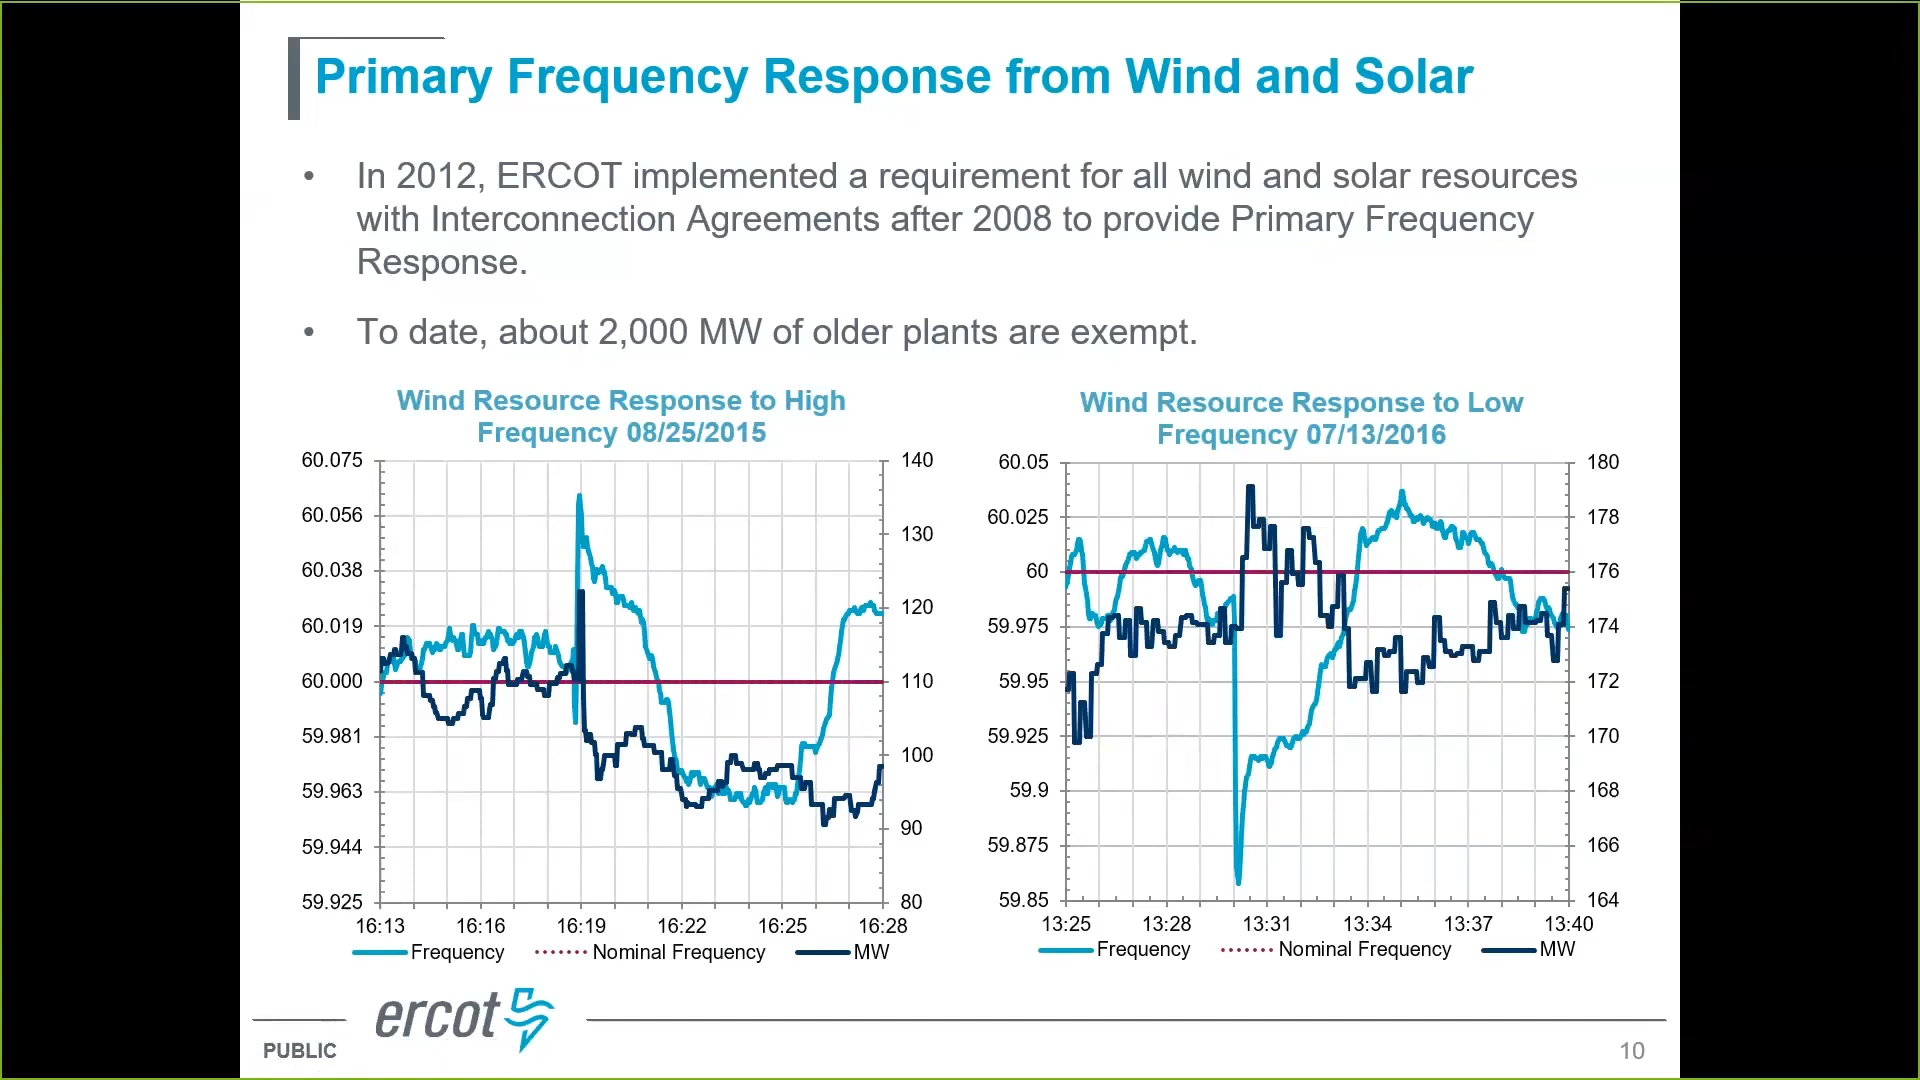 Primary Frequency Response from Wind and Solar
• In 2012, ERCOT implemented a requirement for all wind and solar resources
with Interconnection Agreements after 2008 to provide Primary Frequency
Response.
• To date, about 2,000 MW of older plants are exempt.
Wind Resource Response to High
Frequency 08/25/2015
60.075
60.056
60.038
60.019
60.000
59.981
59.963
59.944
59.925
140
130
120
110
100
90
80
16:13 16:16 16:19 16:22 16:25 16:28
Frequency Nominal Frequency MW
Wind Resource Response to Low
Frequency 07/13/2016
60.05
60.025
60
59.975
59.95
59.925
59.9
59.875
59.85
180
178
176
174
172
170
168
166
164
13:25 13:28 13:31 13:34 13:37 13:40
Frequency Nominal Frequency MW
ercot
PUBLIC
10